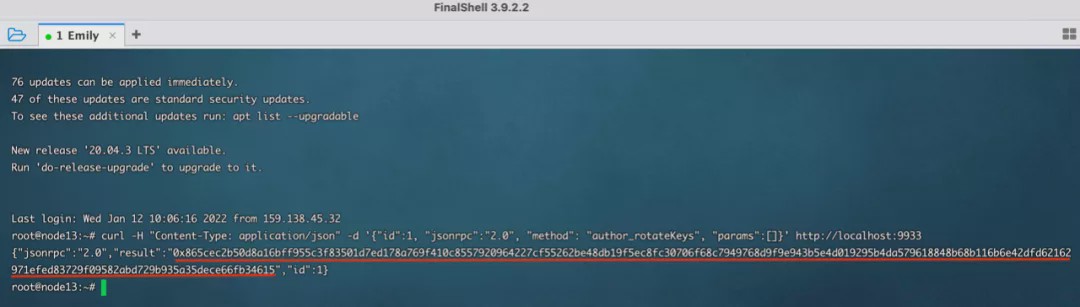 FinalShell 3.9.2.2
1 Emily × +
76 updates can be applied immediately.
47 of these updates are standard security updates.
To see these additional updates run: apt list --upgradable
New release '20.04.3 LTS' available.
Run 'do-release-upgrade' to upgrade to it.
Last login: Wed Jan 12 10:06:16 2022 from 159.138.45.32
root@node13:~# curl -H "Content-Type: application/json" -d '{"id":1, "jsonrpc":"2.0", "method": "author_rotateKeys", "params":[]}' http://localhost:9933
{"jsonrpc":"2.0","result":"0x865cec2b50d8a16bff955c3f83501d7ed178a769f410c8557920964227cf55262be48db19f5ec8fc30706f68c7949768d9f9e943b5e4d019295b4da579618848b68b116b6e42dfd62162
971efed83729f09582abd729b935a35dece66fb34615","id":1}
root@node13:~#